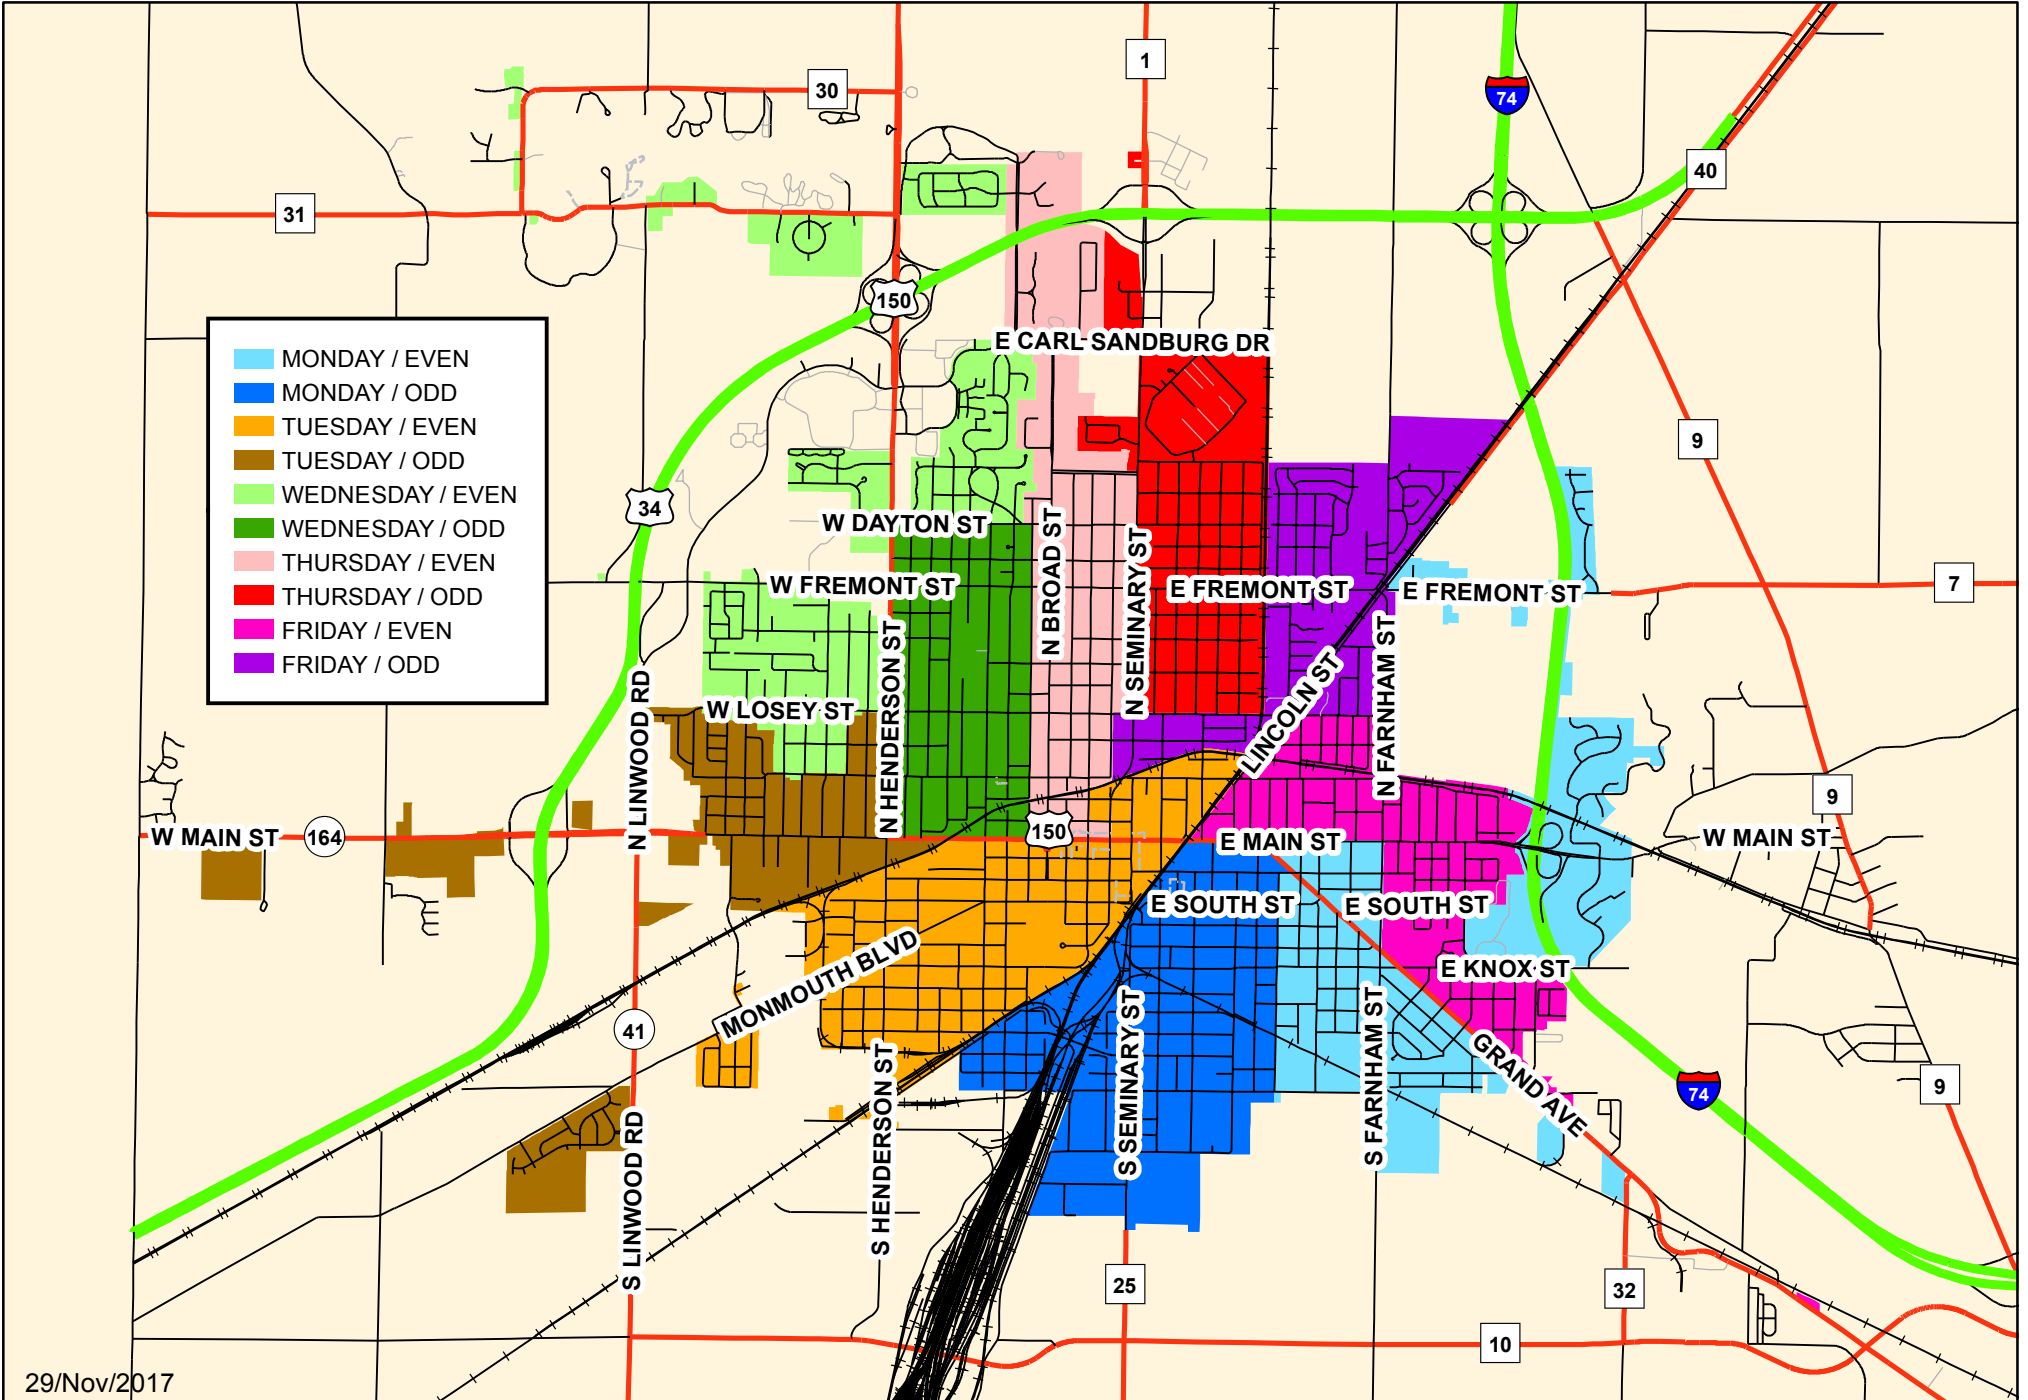 1
30
74
40
31
150
E CARL SANDBURG DR
MONDAY / EVEN
MONDAY / ODD
TUESDAY / EVEN
TUESDAY / ODD
WEDNESDAY / EVEN
WEDNESDAY / ODD
THURSDAY / EVEN
THURSDAY / ODD
FRIDAY / EVEN
FRIDAY / ODD
9
34
W DAYTON ST
N BROAD ST
N SEMINARY ST
W FREMONT ST
E FREMONT ST
E FREMONT ST
7
N HENDERSON ST
N FARNHAM ST
LINCOLN ST
N LINWOOD RD
W LOSEY ST
9
W MAIN ST
164
150
E MAIN ST
W MAIN ST
E SOUTH ST
E SOUTH ST
MONMOUTH BLVD
E KNOX ST
41
S SEMINARY ST
S FARNHAM ST
GRAND AVE
S HENDERSON ST
74
9
S LINWOOD RD
25
32
10
29/Nov/2017